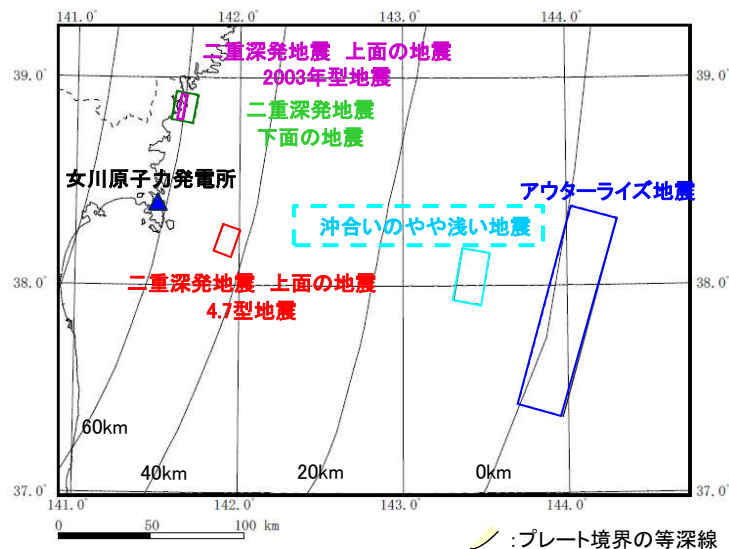 141.0° 142.0° 143.0° 144.0°
二重深発地震 上面の地震
2003年型地震
39.0° 39.0°
二重深発地震
下面の地震
女川原子力発電所
アウターライズ地震
沖合いのやや浅い地震
38.0° 38.0°
二重深発地震 上面の地震
4.7型地震
60km
40km 20km 0km
37.0° 37.0°
141.0° 142.0° 143.0° 144.0°
0 50 100 km
:プレート境界の等深線